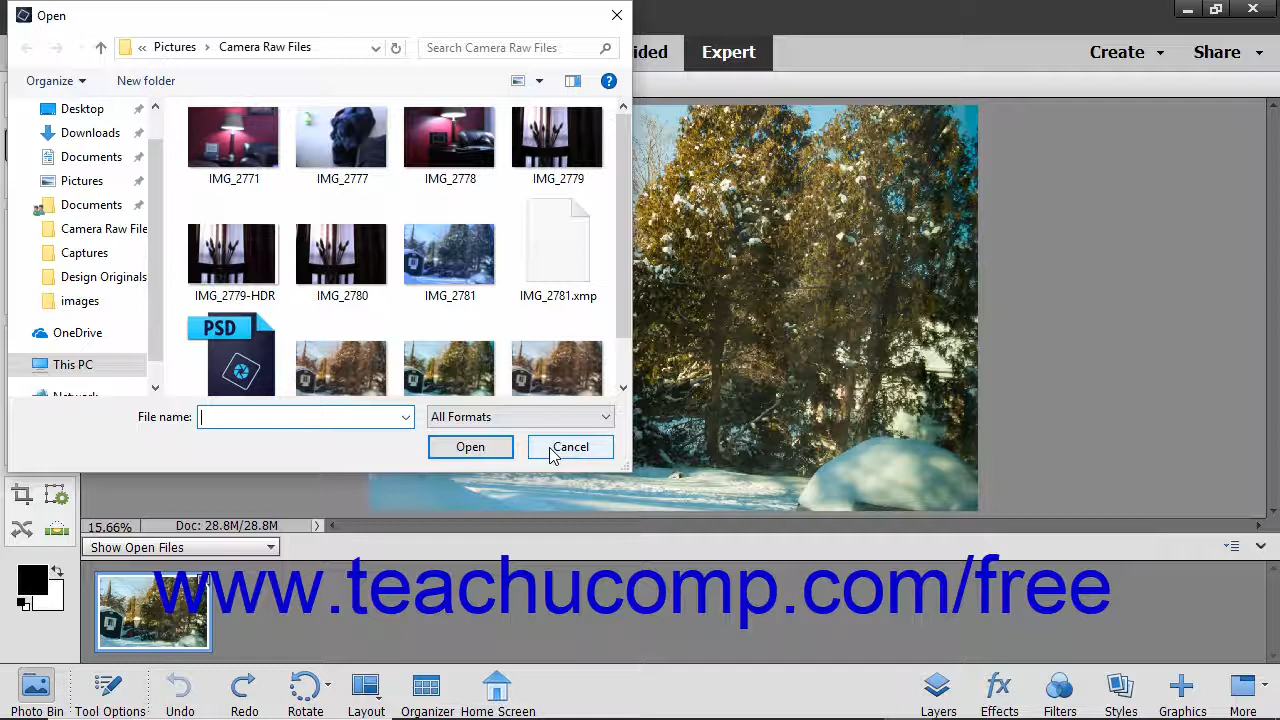 Open
« Pictures > Camera Raw Files
Search Camera Raw Files
Organize
New folder
Desktop
Downloads
Documents
Pictures
Documents
Camera Raw File
Captures
Design Originals
images
OneDrive
This PC
IMG_2771
IMG_2777
IMG_2778
IMG_2779
IMG_2779-HDR
IMG_2780
IMG_2781
IMG_2781.xmp
PSD
File name:
All Formats
Open
Cancel
ided
Expert
Create
Share
15.66%
Doc: 28.8M/28.8M
Show Open Files
www.teachucomp.com/free
Photo Bin
Tool Options
Undo
Redo
Rotate
Layout
Organizer
Home Screen
Layers
fx
Effects
Filters
Styles
Graphics
More